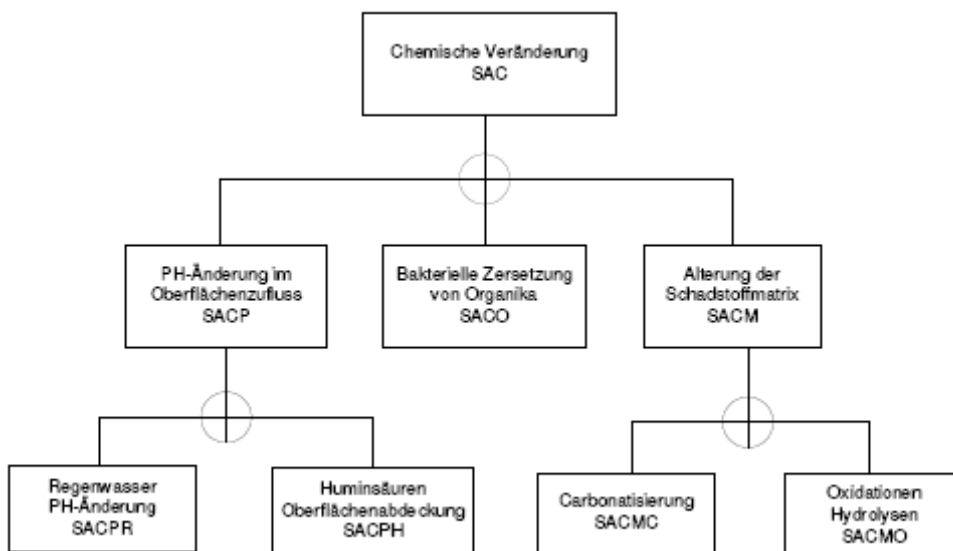 Chemische Veränderung
SAC
PH-Änderung im
Oberflächenzufluss
SACP
Bakterielle Zersetzung
von Organika
SACO
Alterung der
Schadstoffmatrix
SACM
Regenwasser
PH-Änderung
SACPR
Huminsäuren
Oberflächenabdeckung
SACPH
Carbonatisierung
SACMC
Oxidationen
Hydrolysen
SACMO